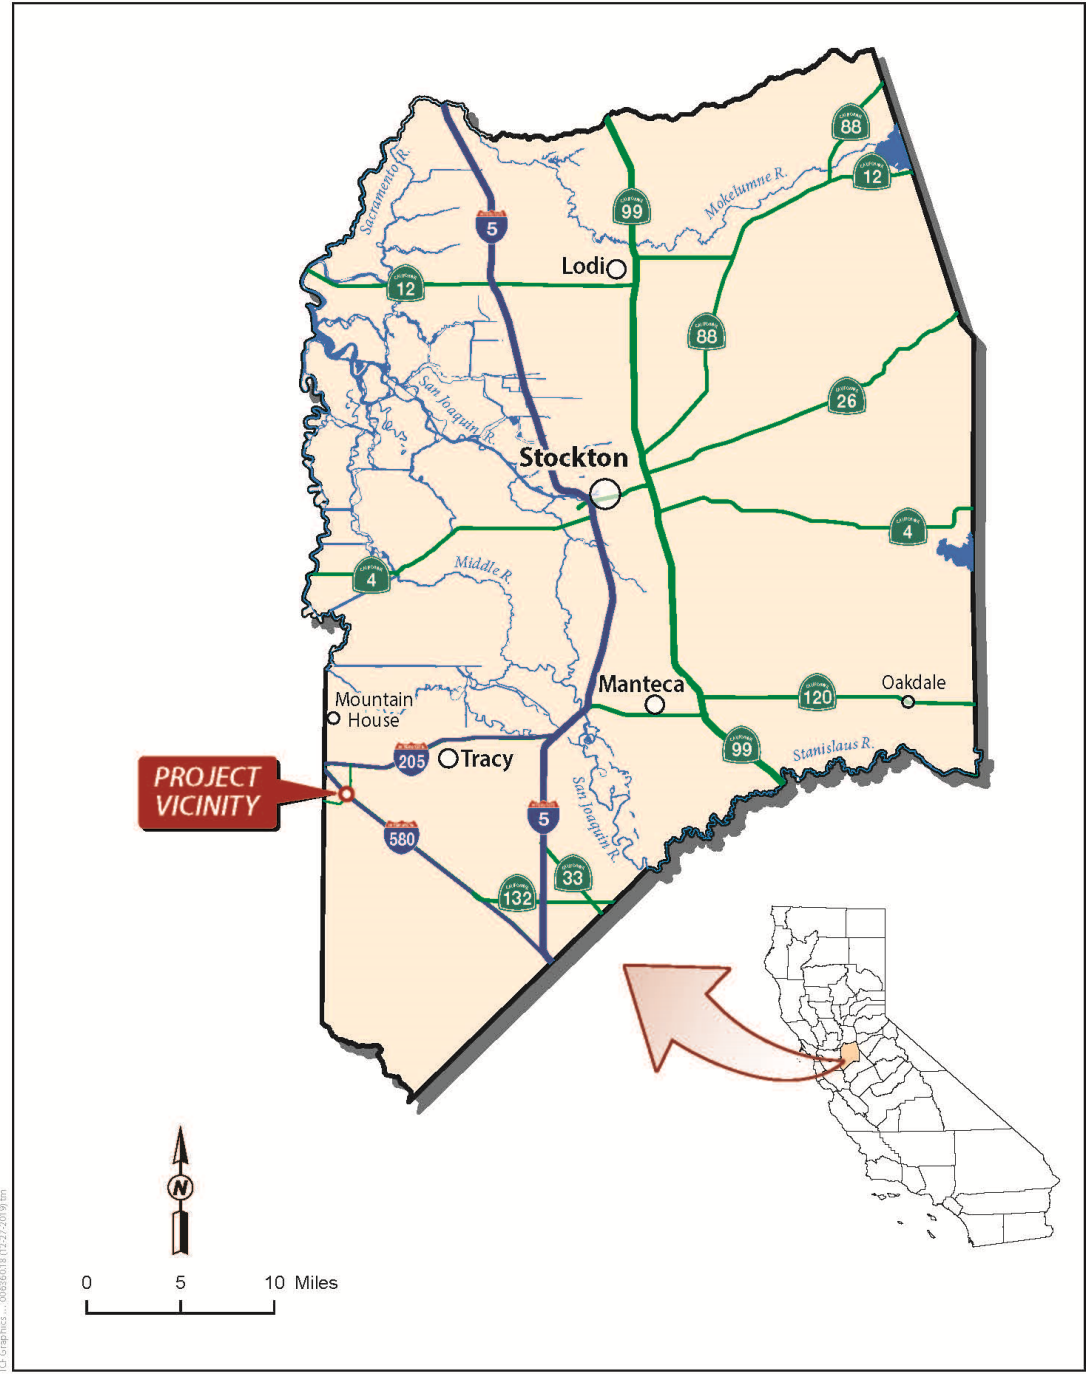 88
12
Sacramento R.
Mokelumne R.
99
5
Lodi
12
88
26
San Joaquin R.
Stockton
4
Middle R.
4
Manteca
120
Oakdale
Mountain
House
205
Tracy
99
Stanislaus R.
PROJECT
VICINITY
San Joaquin R.
5
580
33
132
N
0 5 10 Miles